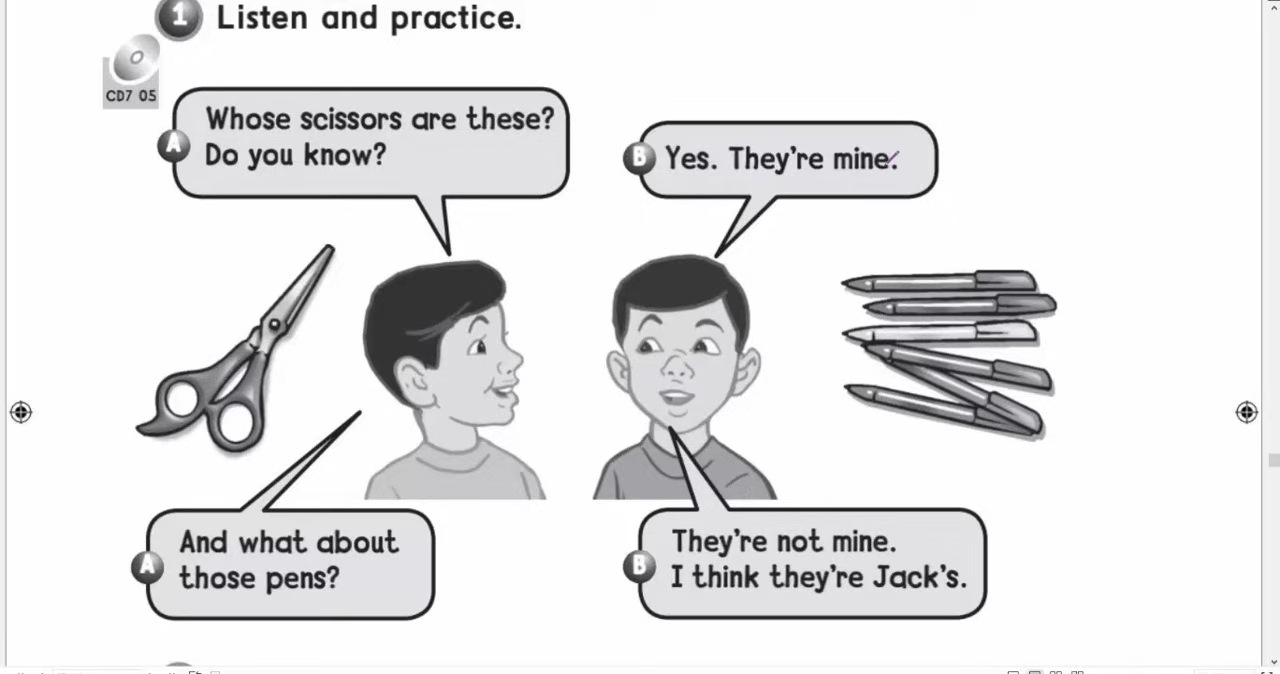 1 Listen and practice.
CD7 05
A Whose scissors are these?
Do you know?
B Yes. They're mine.
A And what about
those pens?
B They're not mine.
I think they're Jack's.